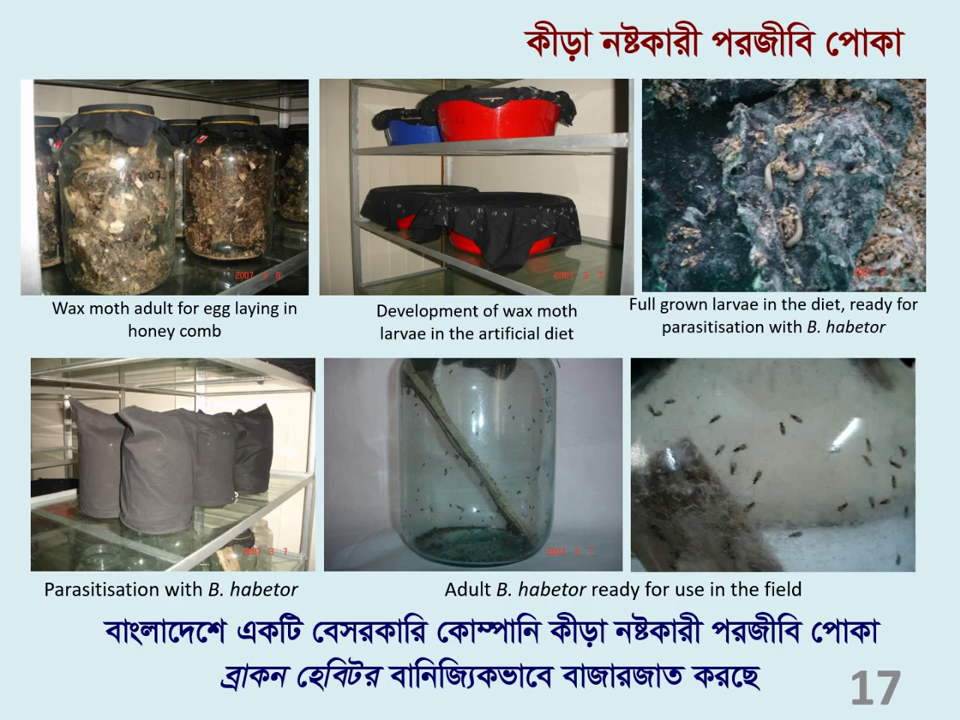 কীড়া নষ্টকারী পরজীবি পোকা
Wax moth adult for egg laying in
honey comb
Development of wax moth
larvae in the artificial diet
Full grown larvae in the diet, ready for
parasitisation with B. habetor
Parasitisation with B. habetor
Adult B. habetor ready for use in the field
বাংলাদেশে একটি বেসরকারি কোম্পানি কীড়া নষ্টকারী পরজীবি পোকা
ব্রাকন হেবিটর বানিজ্যিকভাবে বাজারজাত করছে
17